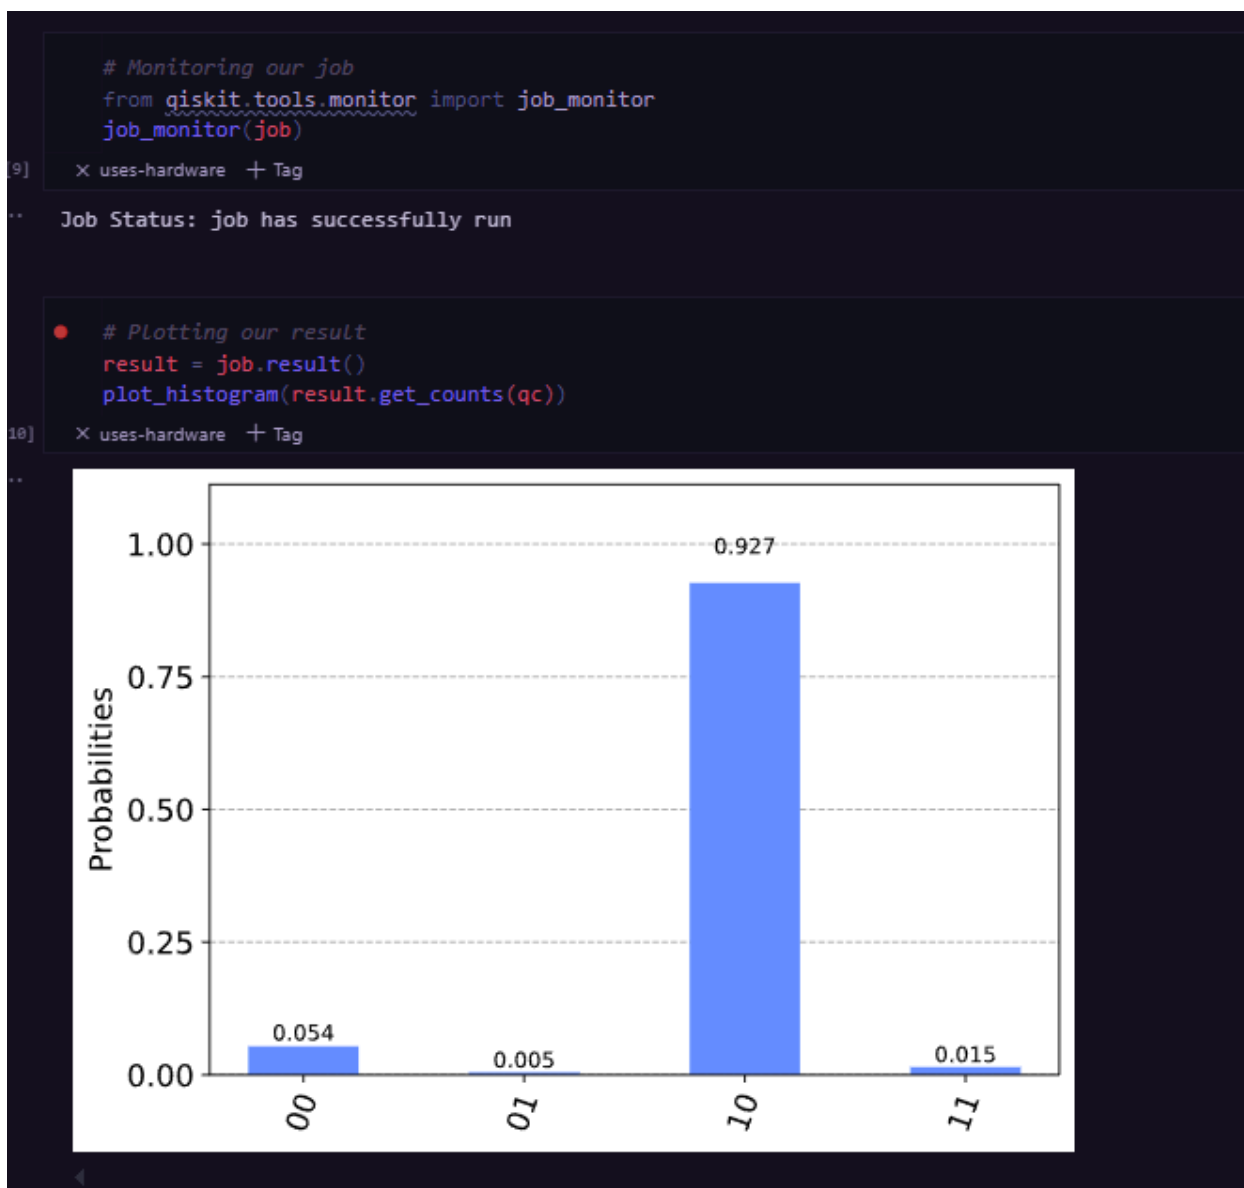 # Monitoring our job
from qiskit.tools.monitor import job_monitor
job_monitor(job)
[9]
× uses-hardware + Tag
Job Status: job has successfully run
# Plotting our result
result = job.result()
plot_histogram(result.get_counts(qc))
10]
× uses-hardware + Tag
Probabilities
1.00
0.75
0.50
0.25
0.00
0.054
0.005
0.927
0.015
00
01
10
11